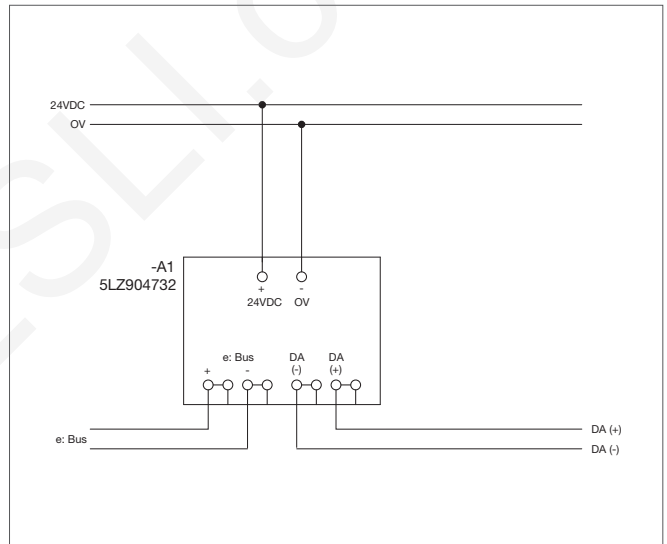 24VDC
OV
-A1
5LZ904732
+ -
24VDC OV
e: Bus DA DA
+ - (-) (+)
e: Bus
DA (+)
DA (-)